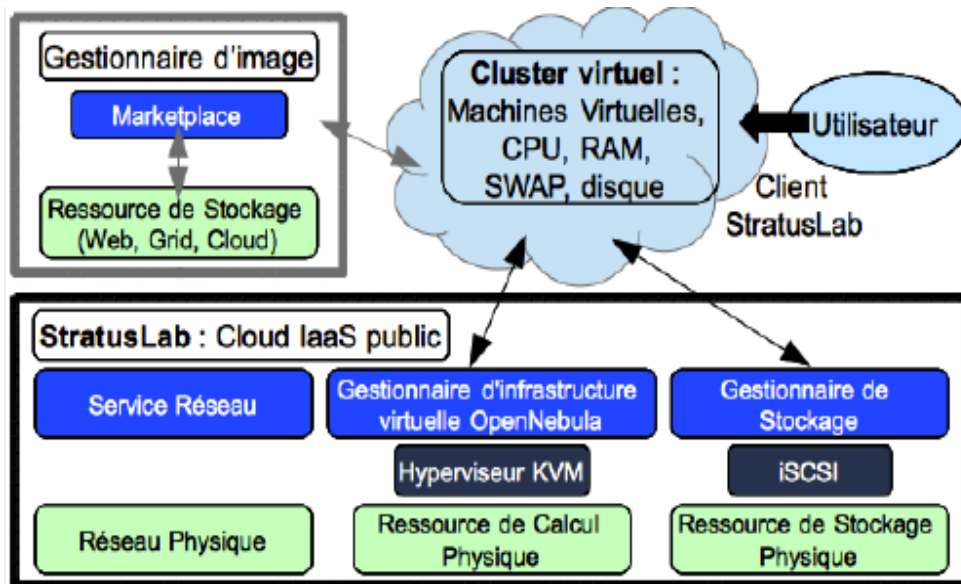 Gestionnaire d'image
Marketplace
Ressource de Stockage
(Web, Grid, Cloud)
Cluster virtuel :
Machines Virtuelles,
CPU, RAM,
SWAP, disque
Utilisateur
Client
StratusLab
StratusLab : Cloud IaaS public
Service Réseau
Gestionnaire d'infrastructure
virtuelle OpenNebula
Gestionnaire de
Stockage
Hyperviseur KVM
iSCSI
Réseau Physique
Ressource de Calcul
Physique
Ressource de Stockage
Physique